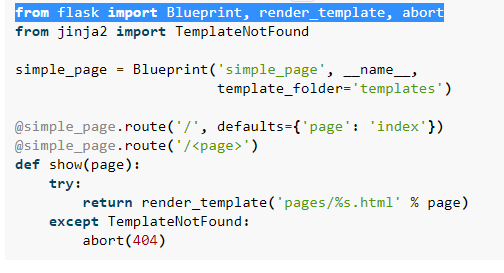 from flask import Blueprint, render_template, abort
from jinja2 import TemplateNotFound
simple_page = Blueprint('simple_page', __name__,
template_folder='templates')
@simple_page.route('/', defaults={'page': 'index'})
@simple_page.route('/<page>')
def show(page):
try:
return render_template('pages/%s.html' % page)
except TemplateNotFound:
abort(404)